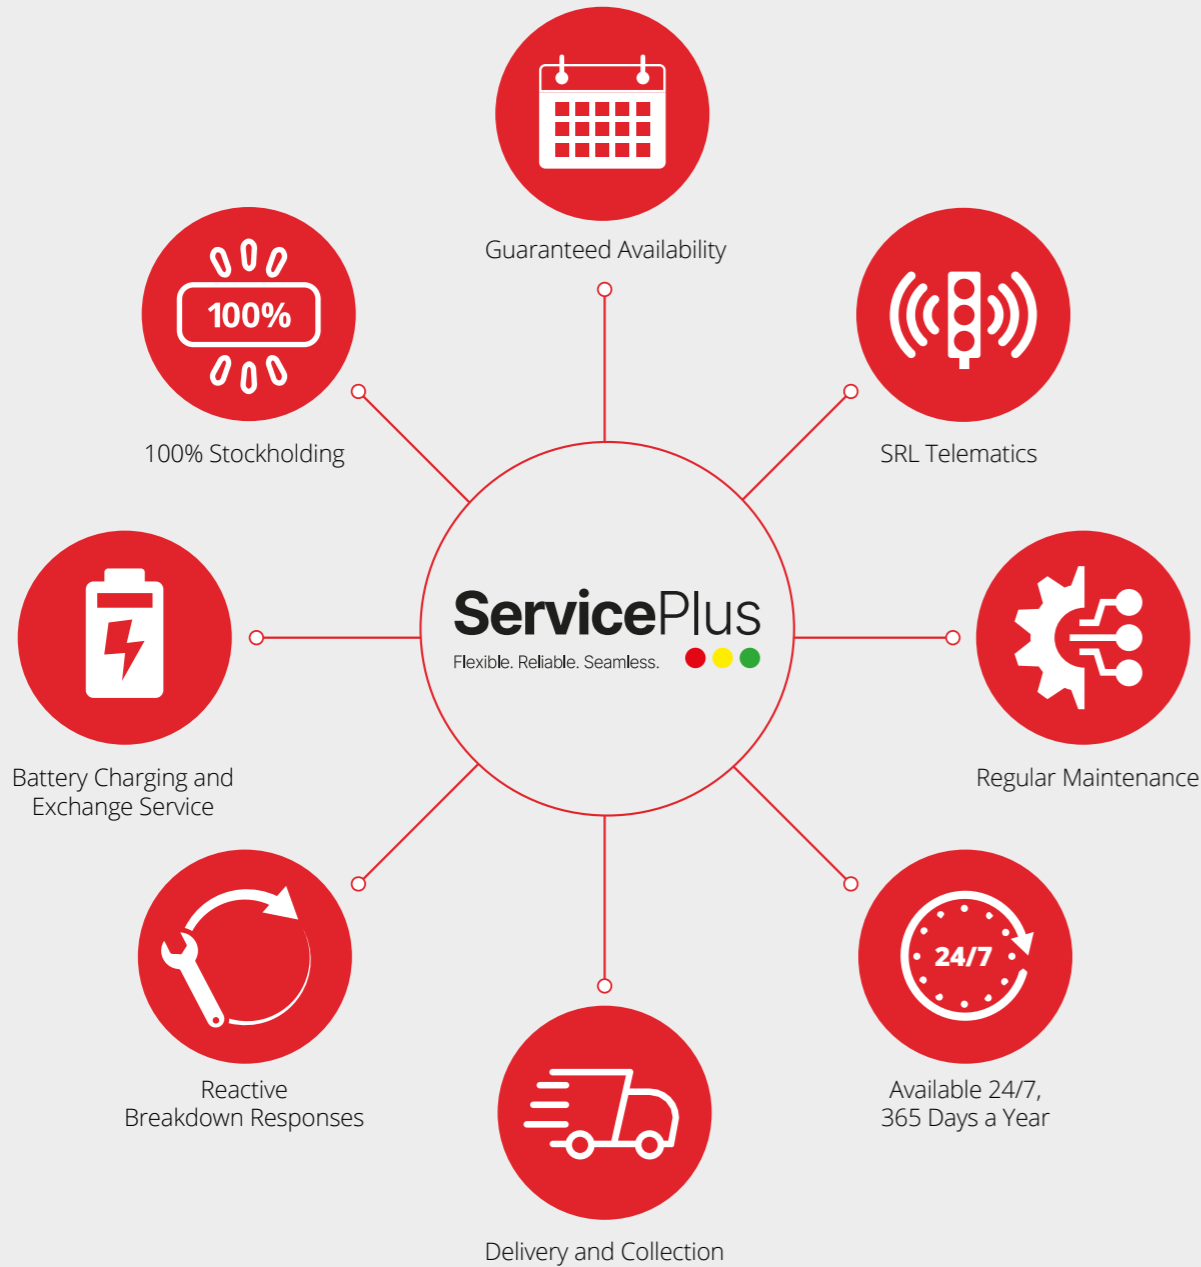 Guaranteed Availability
100%
100% Stockholding
SRL Telematics
ServicePlus
Flexible. Reliable. Seamless.
Battery Charging and
Exchange Service
Regular Maintenance
Reactive
Breakdown Responses
24/7
Available 24/7,
365 Days a Year
Delivery and Collection